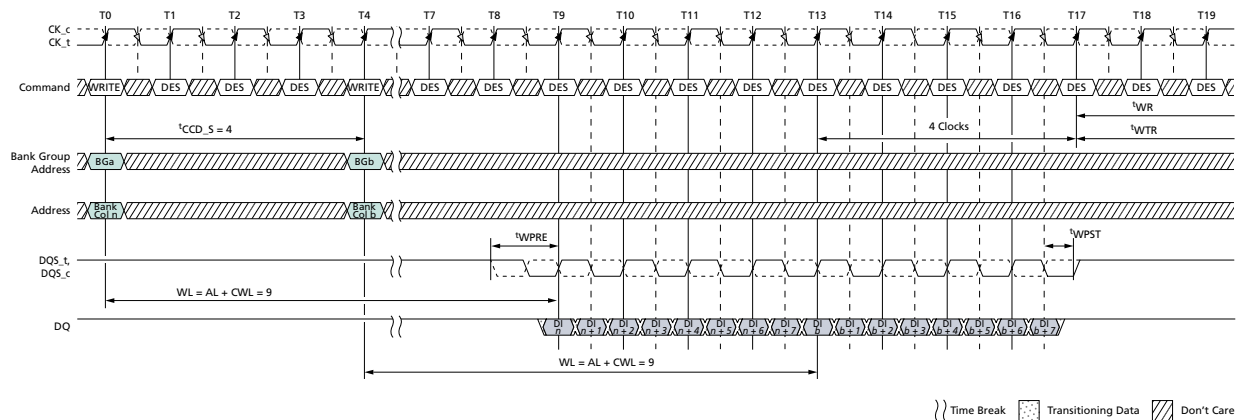 T0 T1 T2 T3 T4 T7 T8 T9 T10 T11 T12 T13 T14 T15 T16 T17 T18 T19
CK_c
CK_t
Command WRITE DES DES DES WRITE DES DES DES DES DES DES DES DES DES DES DES DES DES
tWR
tCCD_S = 4 4 Clocks tWTR
Bank Group
Address BGa BGb
Address Bank
Col n Bank
Col b
tWPRE tWPST
DQS_t,
DQS_c
WL = AL + CWL = 9
DQ DI
n DI
n + 1 DI
n + 2 DI
n + 3 DI
n + 4 DI
n + 5 DI
n + 6 DI
n + 7 DI
b DI
b + 1 DI
b + 2 DI
b + 3 DI
b + 4 DI
b + 5 DI
b + 6 DI
b + 7
WL = AL + CWL = 9
Time Break Transitioning Data Don't Care